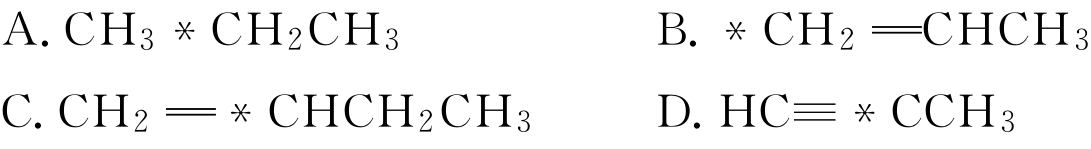 A. CH₃ * CH₂CH₃ B. * CH₂ ═CHCH₃
C. CH₂ ═ * CHCH₂CH₃ D. HC≡ * CCH₃